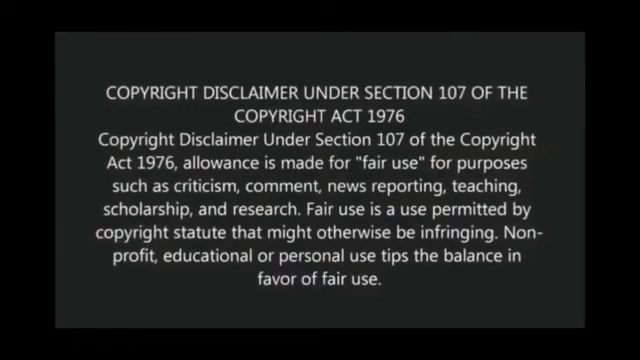 COPYRIGHT DISCLAIMER UNDER SECTION 107 OF THE
COPYRIGHT ACT 1976
Copyright Disclaimer Under Section 107 of the Copyright
Act 1976, allowance is made for "fair use" for purposes
such as criticism, comment, news reporting, teaching,
scholarship, and research. Fair use is a use permitted by
copyright statute that might otherwise be infringing. Non-
profit, educational or personal use tips the balance in
favor of fair use.